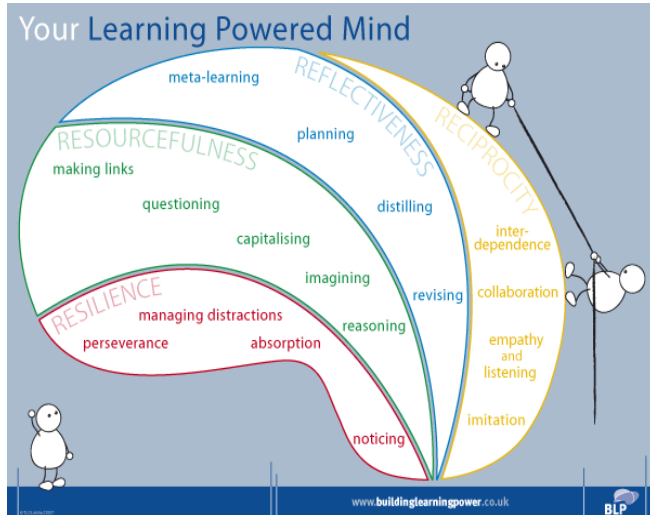 Your Learning Powered Mind
REFLECTIVENESS
meta-learning
planning
distilling
revising
RESOURCEFULNESS
making links
questioning
capitalising
imagining
reasoning
RESILIENCE
managing distractions
perseverance
absorption
noticing
RECIPROCITY
inter-
dependence
collaboration
empathy
and
listening
imitation
www.buildinglearningpower.co.uk
BLP